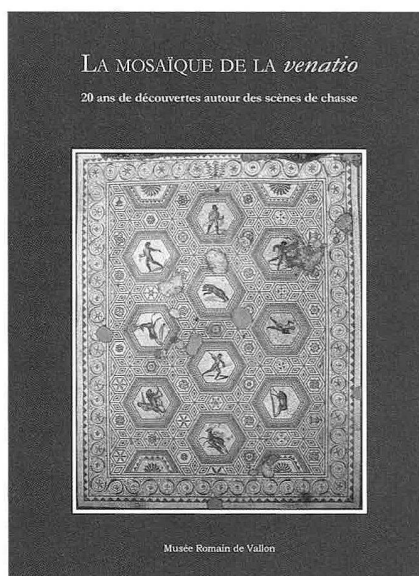 LA MOSAÏQUE DE LA venatio
20 ans de découvertes autour des scènes de chasse
Musée Romain de Vallon